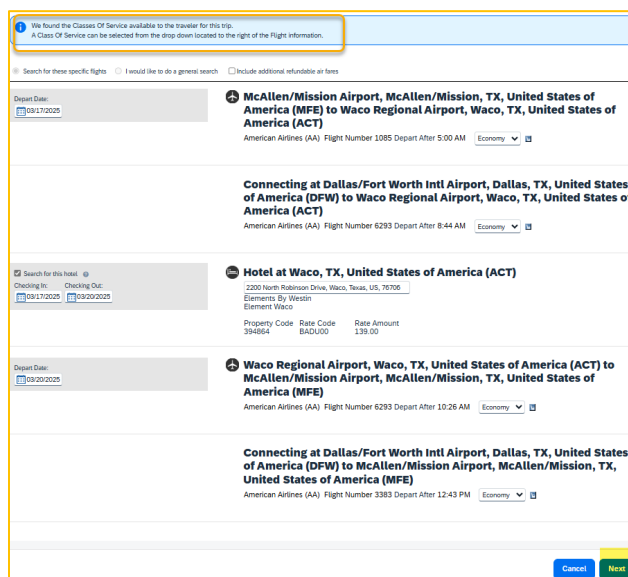 We found the Classes Of Service available to the traveler for this trip.
A Class Of Service can be selected from the drop down located to the right of the Flight information.
Search for these specific flights I would like to do a general search Include additional refundable air fares
Depart Date:
03/17/2025
McAllen/Mission Airport, McAllen/Mission, TX, United States of
America (MFE) to Waco Regional Airport, Waco, TX, United States of
America (ACT)
American Airlines (AA) Flight Number 1085 Depart After 5:00 AM Economy
Connecting at Dallas/Fort Worth Intl Airport, Dallas, TX, United States
of America (DFW) to Waco Regional Airport, Waco, TX, United States of
America (ACT)
American Airlines (AA) Flight Number 6293 Depart After 8:44 AM Economy
Search for this hotel
Checking In: Checking Out:
03/17/2025 03/20/2025
Hotel at Waco, TX, United States of America (ACT)
2200 North Robinson Drive, Waco, Texas, US, 76706
Elements By Westin
Element Waco
Property Code Rate Code Rate Amount
394864 BADU00 139.00
Depart Date:
03/20/2025
Waco Regional Airport, Waco, TX, United States of America (ACT) to
McAllen/Mission Airport, McAllen/Mission, TX, United States of
America (MFE)
American Airlines (AA) Flight Number 6293 Depart After 10:26 AM Economy
Connecting at Dallas/Fort Worth Intl Airport, Dallas, TX, United States
of America (DFW) to McAllen/Mission Airport, McAllen/Mission, TX,
United States of America (MFE)
American Airlines (AA) Flight Number 3383 Depart After 12:43 PM Economy
Cancel Next